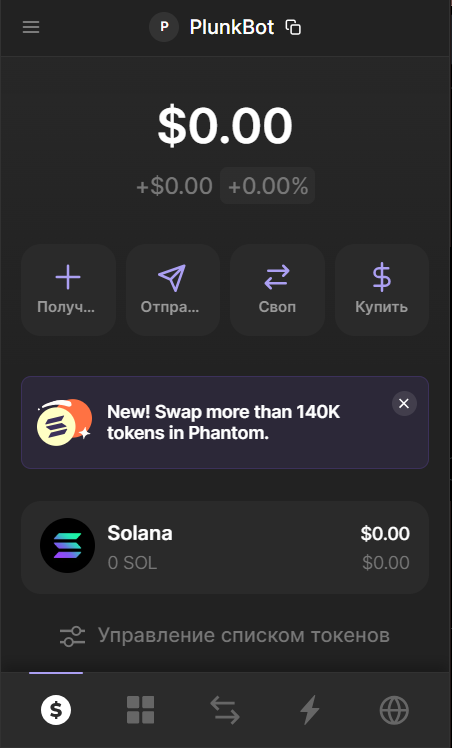 P PlunkBot
$0.00
+$0.00 +0.00%
Получ... Отпра... Своп Купить
New! Swap more than 140K
tokens in Phantom.
Solana $0.00
0 SOL $0.00
Управление списком токенов